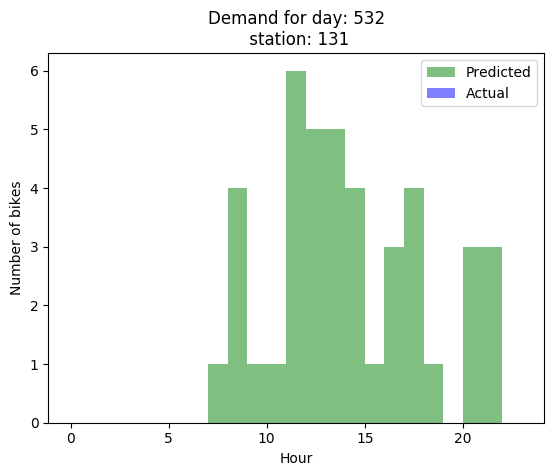 Demand for day: 532
station: 131
Predicted
Actual
Number of bikes
6
5
4
3
2
1
0
0
5
10
15
20
Hour